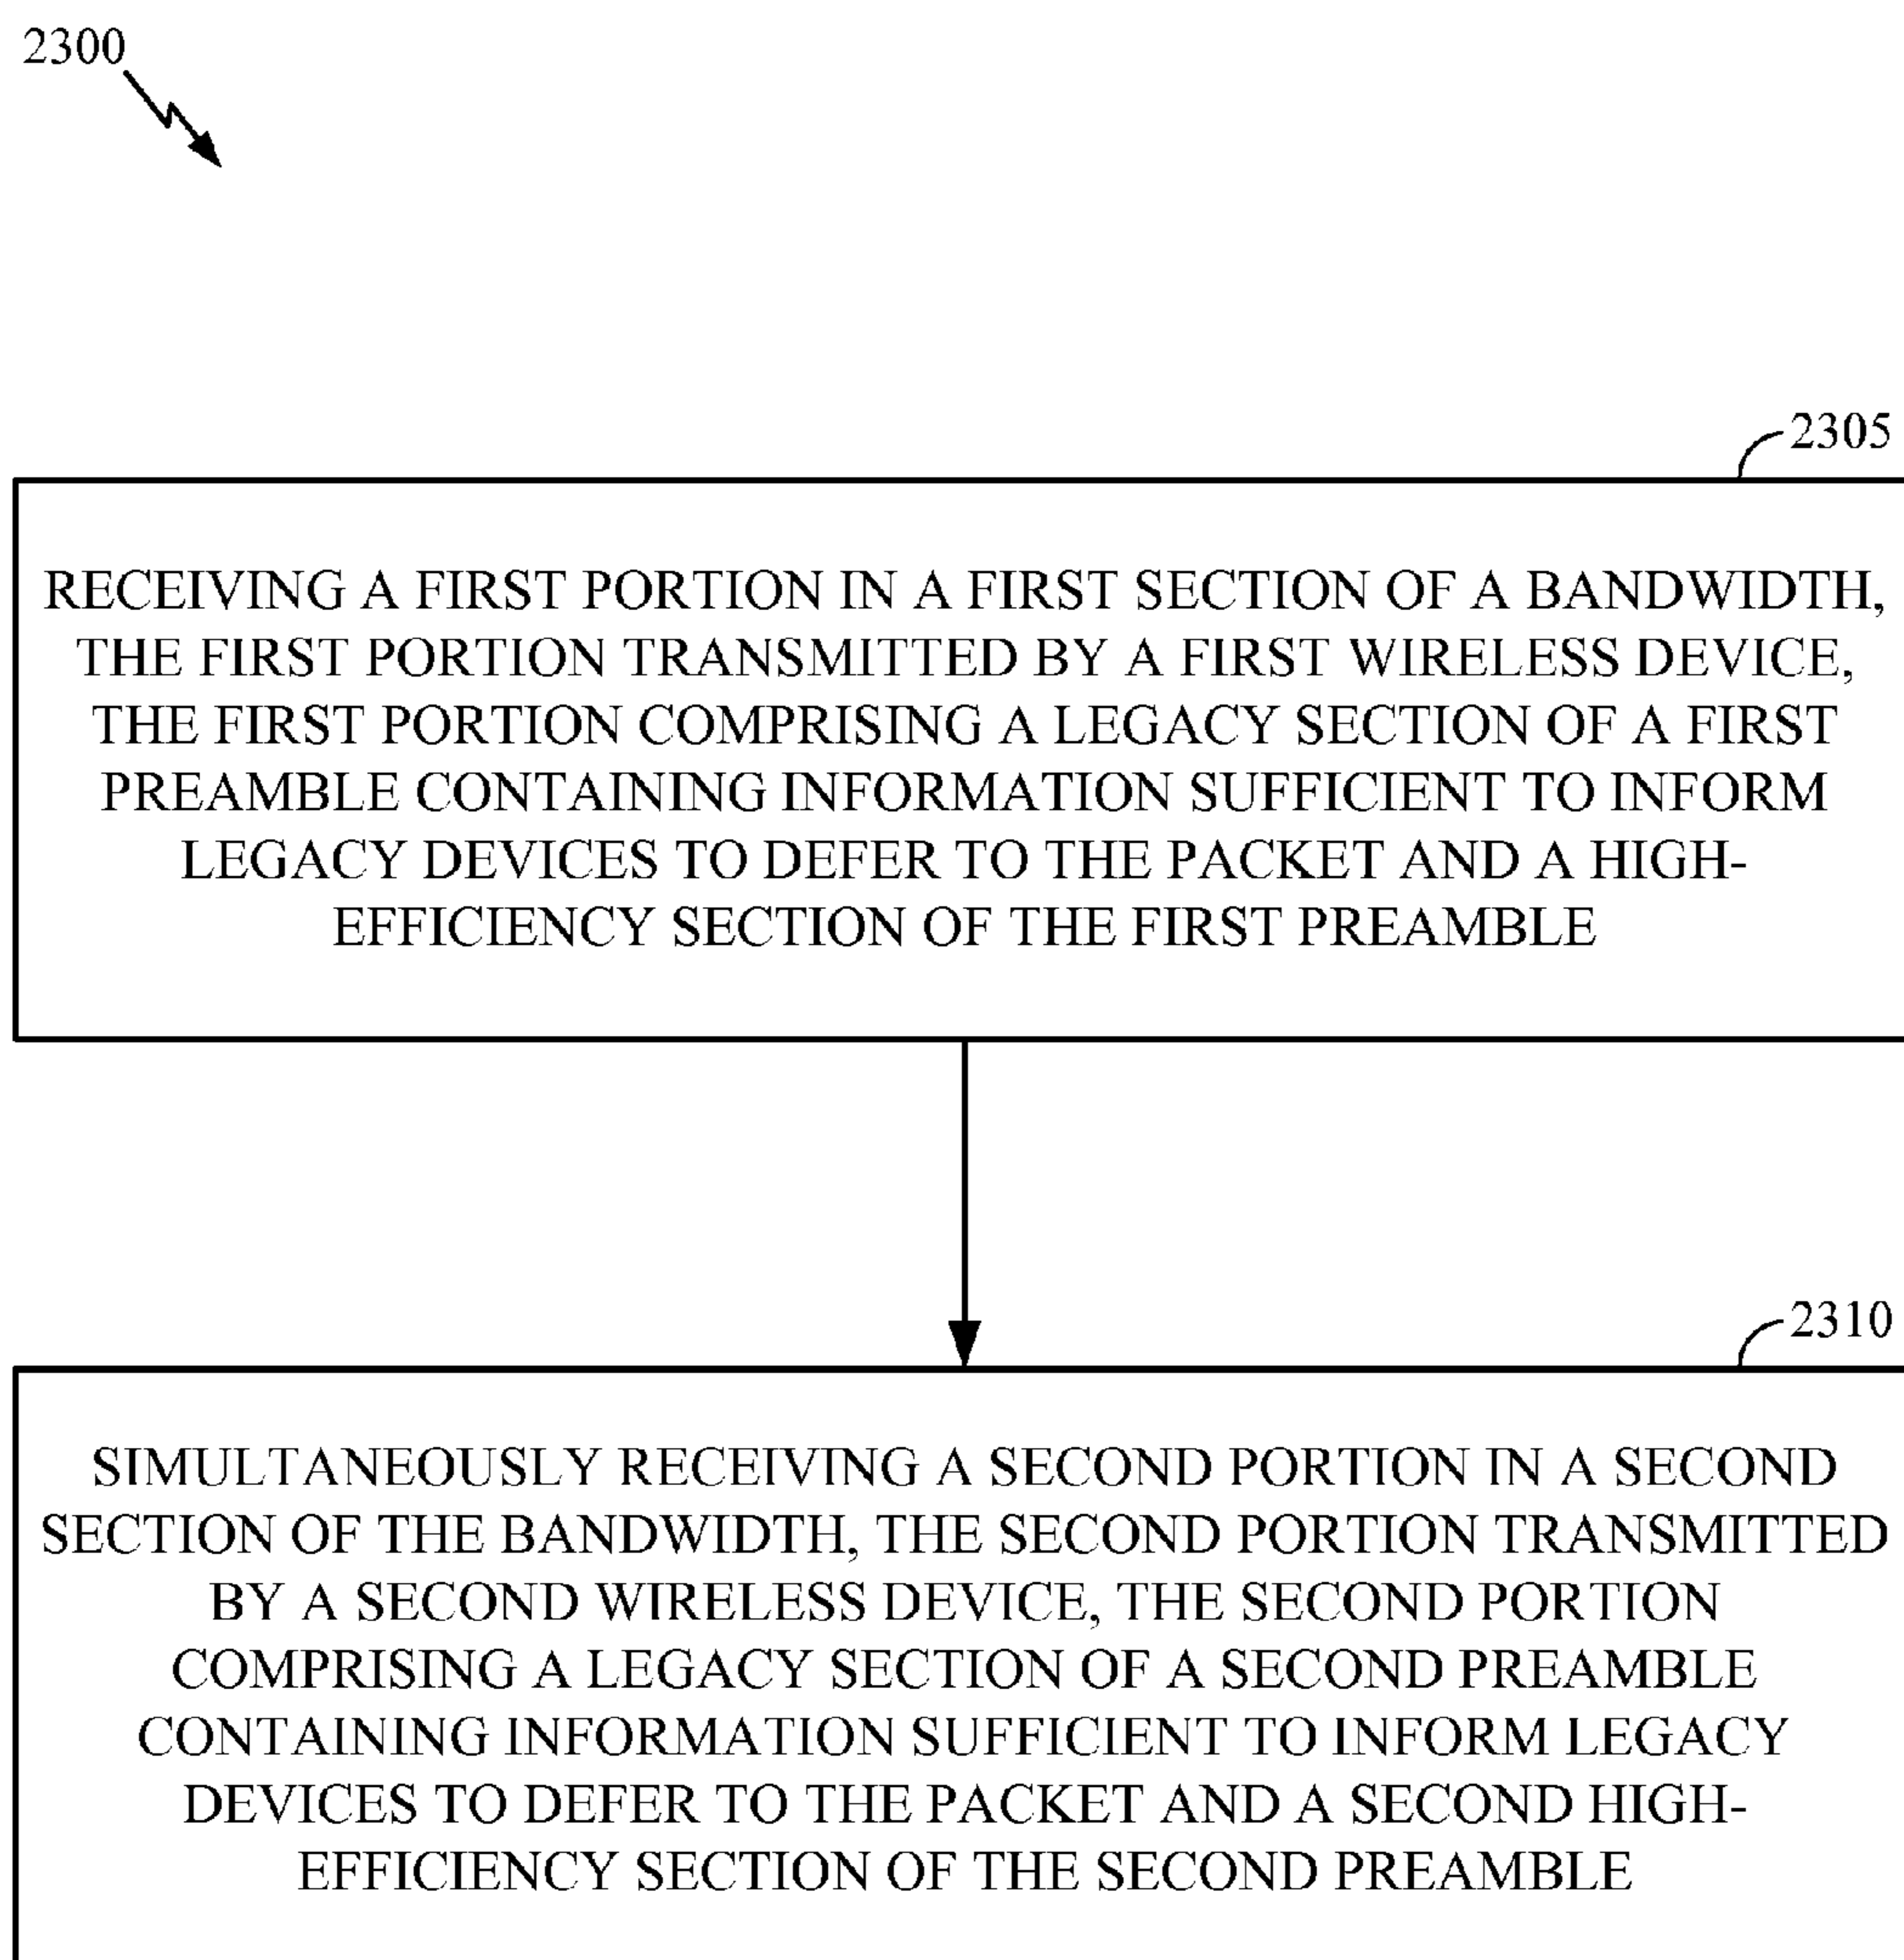 2300
2305
RECEIVING A FIRST PORTION IN A FIRST SECTION OF A BANDWIDTH,
THE FIRST PORTION TRANSMITTED BY A FIRST WIRELESS DEVICE,
THE FIRST PORTION COMPRISING A LEGACY SECTION OF A FIRST
PREAMBLE CONTAINING INFORMATION SUFFICIENT TO INFORM
LEGACY DEVICES TO DEFER TO THE PACKET AND A HIGH-
EFFICIENCY SECTION OF THE FIRST PREAMBLE
2310
SIMULTANEOUSLY RECEIVING A SECOND PORTION IN A SECOND
SECTION OF THE BANDWIDTH, THE SECOND PORTION TRANSMITTED
BY A SECOND WIRELESS DEVICE, THE SECOND PORTION
COMPRISING A LEGACY SECTION OF A SECOND PREAMBLE
CONTAINING INFORMATION SUFFICIENT TO INFORM LEGACY
DEVICES TO DEFER TO THE PACKET AND A SECOND HIGH-
EFFICIENCY SECTION OF THE SECOND PREAMBLE